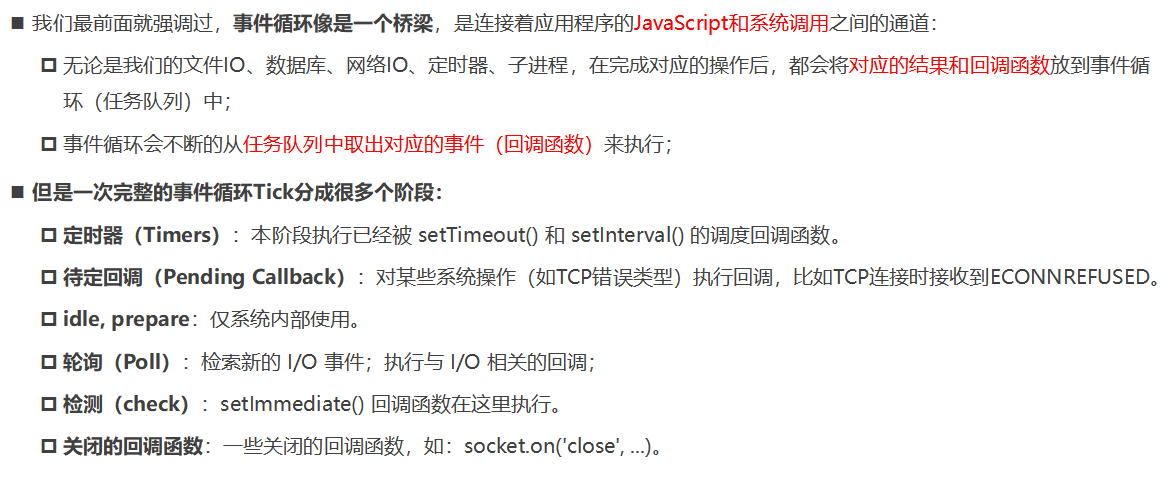 我们最前面就强调过，事件循环像是一个桥梁，是连接着应用程序的JavaScript和系统调用之间的通道：
无论是我们的文件IO、数据库、网络IO、定时器、子进程，在完成对应的操作后，都会将对应的结果和回调函数放到事件循
环（任务队列）中；
事件循环会不断的从任务队列中取出对应的事件（回调函数）来执行；
但是一次完整的事件循环Tick分成很多个阶段：
定时器（Timers）：本阶段执行已经被 setTimeout() 和 setInterval() 的调度回调函数。
待定回调（Pending Callback）：对某些系统操作（如TCP错误类型）执行回调，比如TCP连接时接收到ECONNREFUSED。
idle, prepare：仅系统内部使用。
轮询（Poll）：检索新的 I/O 事件；执行与 I/O 相关的回调；
检测（check）：setImmediate() 回调函数在这里执行。
关闭的回调函数：一些关闭的回调函数，如：socket.on('close', ...)。